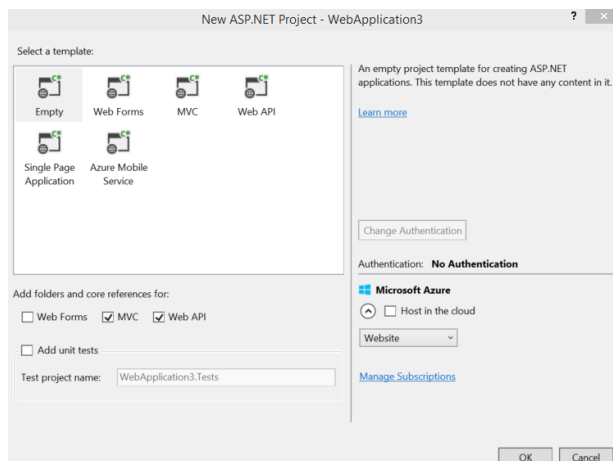 New ASP.NET Project - WebApplication3
?
Select a template:
Empty
Web Forms
MVC
Web API
Single Page
Application
Azure Mobile
Service
An empty project template for creating ASP.NET
applications. This template does not have any content in it.
Learn more
Change Authentication
Authentication: No Authentication
Microsoft Azure
Host in the cloud
Website
Manage Subscriptions
Add folders and core references for:
Web Forms
MVC
Web API
Add unit tests
Test project name:
WebApplication3.Tests
OK
Cancel